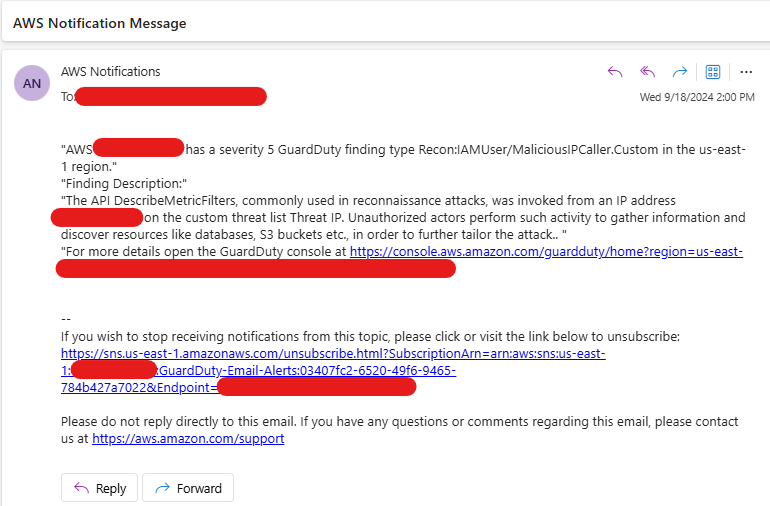 AWS Notification Message
AN
AWS Notifications
To:
Wed 9/18/2024 2:00 PM
"AWS has a severity 5 GuardDuty finding type Recon:IAMUser/MaliciousIPCaller.Custom in the us-east-
1 region."
"Finding Description:"
"The API DescribeMetricFilters, commonly used in reconnaissance attacks, was invoked from an IP address
on the custom threat list Threat IP. Unauthorized actors perform such activity to gather information and
discover resources like databases, S3 buckets etc., in order to further tailor the attack.. "
"For more details open the GuardDuty console at https://console.aws.amazon.com/guardduty/home?region=us-east-
--
If you wish to stop receiving notifications from this topic, please click or visit the link below to unsubscribe:
https://sns.us-east-1.amazonaws.com/unsubscribe.html?SubscriptionArn=arn:aws:sns:us-east-
1: :GuardDuty-Email-Alerts:03407fc2-6520-49f6-9465-
784b427a7022&Endpoint=
Please do not reply directly to this email. If you have any questions or comments regarding this email, please contact
us at https://aws.amazon.com/support
Reply
Forward